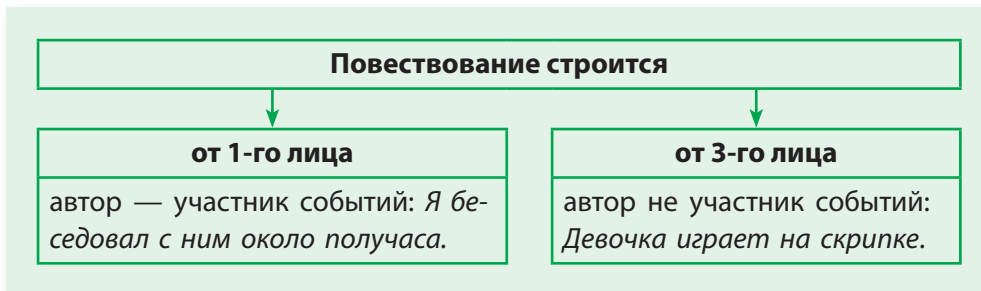 Повествование строится
от 1-го лица
автор — участник событий: Я бе-
седовал с ним около получаса.
от 3-го лица
автор не участник событий:
Девочка играет на скрипке.